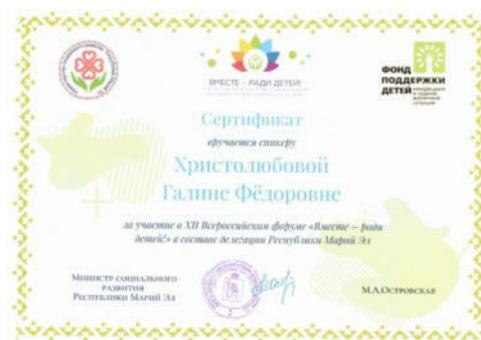 ВМЕСТЕ - РАДИ ДЕТЕЙ!
ФОНД
ПОДДЕРЖКИ
ДЕТЕЙ
Сертификат
вручается спикеру
Христолюбовой
Галине Фёдоровне
за участие в XII Всероссийском форуме «Вместе – ради
детей!» в составе делегации Республики Марий Эл
Министр социального
развития
Республики Марий Эл
М.А.Островская